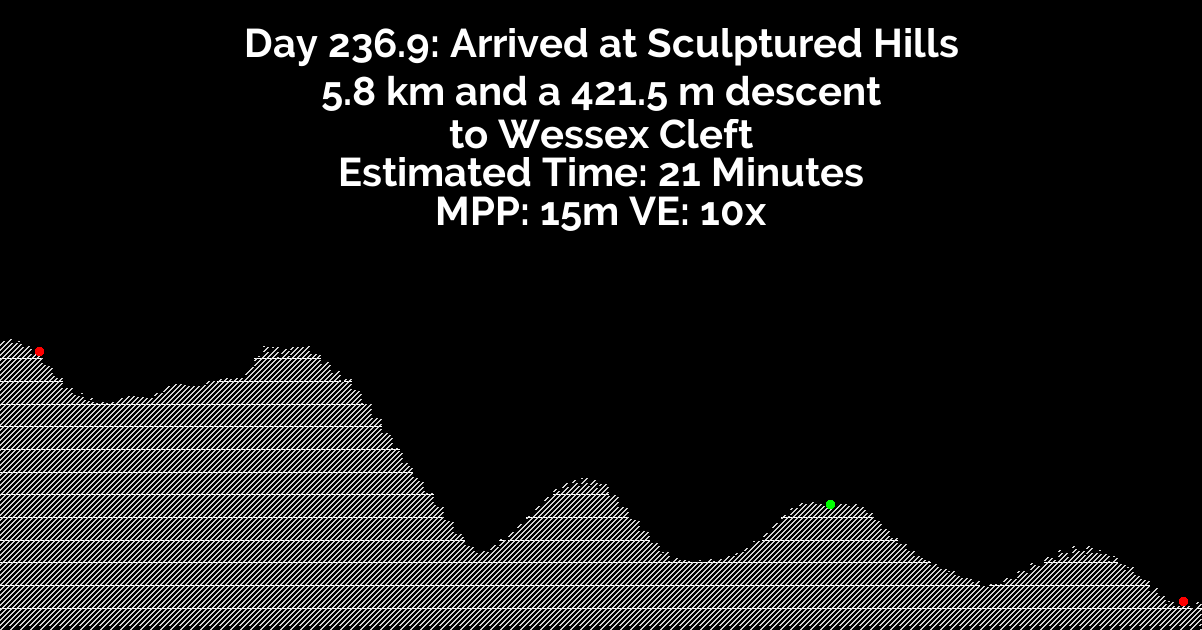 Day 236.9: Arrived at Sculptured Hills
5.8 km and a 421.5 m descent
to Wessex Cleft
Estimated Time: 21 Minutes
MPP: 15m VE: 10x